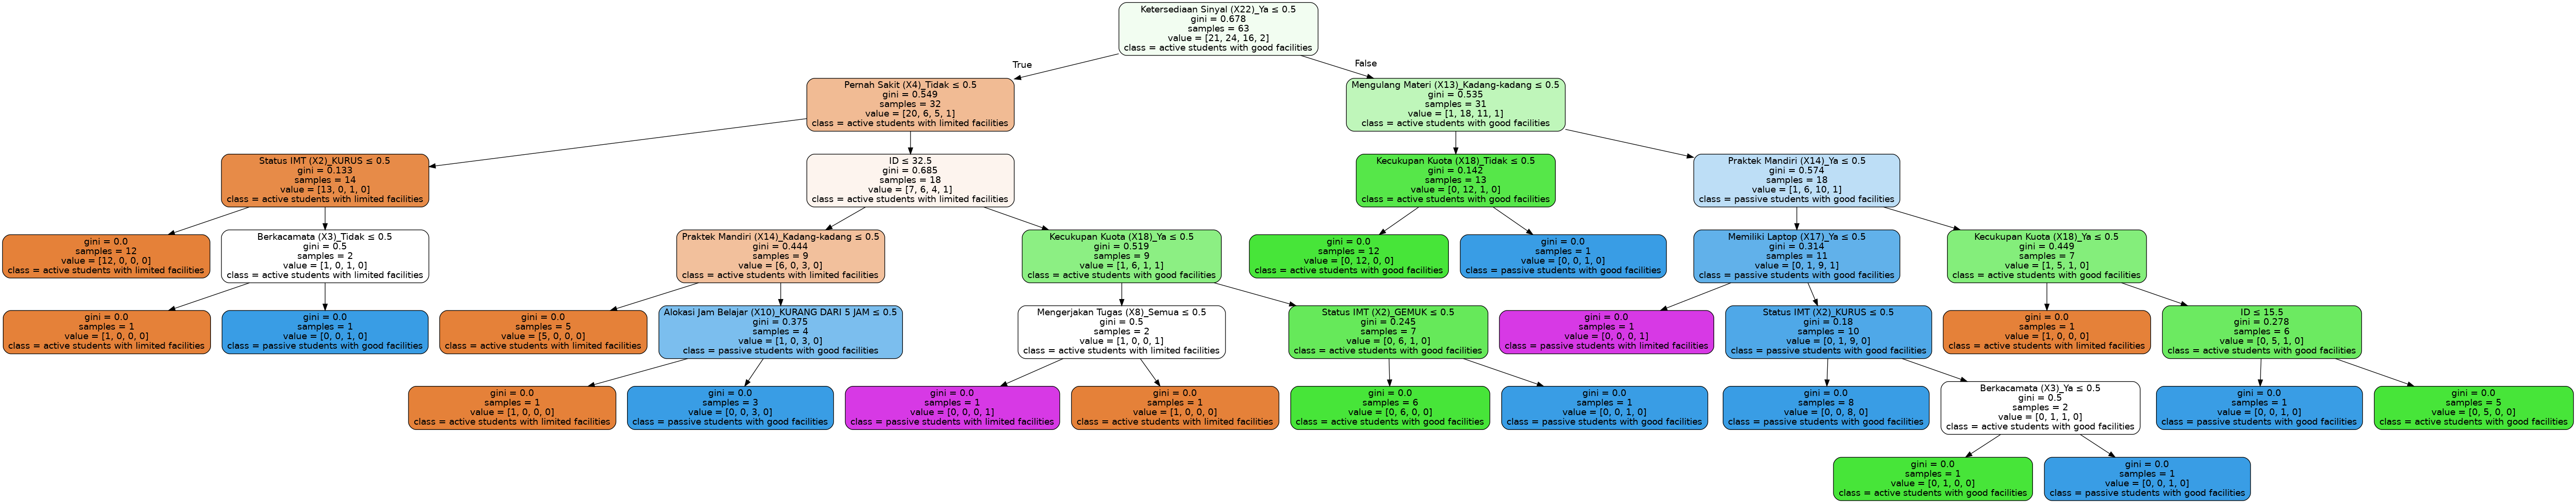 Ketersediaan Sinyal (X22)_Ya ≤ 0.5
gini = 0.678
samples = 63
value = [21, 24, 16, 2]
class = active students with good facilities
True
False
Pernah Sakit (X4)_Tidak ≤ 0.5
gini = 0.549
samples = 32
value = [20, 6, 5, 1]
class = active students with limited facilities
Mengulang Materi (X13)_Kadang-kadang ≤ 0.5
gini = 0.535
samples = 31
value = [1, 18, 11, 1]
class = active students with good facilities
Status IMT (X2)_KURUS ≤ 0.5
gini = 0.133
samples = 14
value = [13, 0, 1, 0]
class = active students with limited facilities
ID ≤ 32.5
gini = 0.685
samples = 18
value = [7, 6, 4, 1]
class = active students with limited facilities
Kecukupan Kuota (X18)_Tidak ≤ 0.5
gini = 0.142
samples = 13
value = [0, 12, 1, 0]
class = active students with good facilities
Praktek Mandiri (X14)_Ya ≤ 0.5
gini = 0.574
samples = 18
value = [1, 6, 10, 1]
class = passive students with good facilities
gini = 0.0
samples = 12
value = [12, 0, 0, 0]
class = active students with limited facilities
Berkacamata (X3)_Tidak ≤ 0.5
gini = 0.5
samples = 2
value = [1, 0, 1, 0]
class = active students with limited facilities
Praktek Mandiri (X14)_Kadang-kadang ≤ 0.5
gini = 0.444
samples = 9
value = [6, 0, 3, 0]
class = active students with limited facilities
Kecukupan Kuota (X18)_Ya ≤ 0.5
gini = 0.519
samples = 9
value = [1, 6, 1, 1]
class = active students with good facilities
gini = 0.0
samples = 12
value = [0, 12, 0, 0]
class = active students with good facilities
gini = 0.0
samples = 1
value = [0, 0, 1, 0]
class = passive students with good facilities
Memiliki Laptop (X17)_Ya ≤ 0.5
gini = 0.314
samples = 11
value = [0, 1, 9, 1]
class = passive students with good facilities
Kecukupan Kuota (X18)_Ya ≤ 0.5
gini = 0.449
samples = 7
value = [1, 5, 1, 0]
class = active students with good facilities
gini = 0.0
samples = 1
value = [1, 0, 0, 0]
class = active students with limited facilities
gini = 0.0
samples = 1
value = [0, 0, 1, 0]
class = passive students with good facilities
gini = 0.0
samples = 5
value = [5, 0, 0, 0]
class = active students with limited facilities
Alokasi Jam Belajar (X10)_KURANG DARI 5 JAM ≤ 0.5
gini = 0.375
samples = 4
value = [1, 0, 3, 0]
class = passive students with good facilities
Mengerjakan Tugas (X8)_Semua ≤ 0.5
gini = 0.5
samples = 2
value = [1, 0, 0, 1]
class = active students with limited facilities
Status IMT (X2)_GEMUK ≤ 0.5
gini = 0.245
samples = 7
value = [0, 6, 1, 0]
class = active students with good facilities
gini = 0.0
samples = 1
value = [0, 0, 0, 1]
class = passive students with limited facilities
Status IMT (X2)_KURUS ≤ 0.5
gini = 0.18
samples = 10
value = [0, 1, 9, 0]
class = passive students with good facilities
gini = 0.0
samples = 1
value = [1, 0, 0, 0]
class = active students with limited facilities
ID ≤ 15.5
gini = 0.278
samples = 6
value = [0, 5, 1, 0]
class = active students with good facilities
gini = 0.0
samples = 1
value = [1, 0, 0, 0]
class = active students with limited facilities
gini = 0.0
samples = 3
value = [0, 0, 3, 0]
class = passive students with good facilities
gini = 0.0
samples = 1
value = [0, 0, 0, 1]
class = passive students with limited facilities
gini = 0.0
samples = 1
value = [1, 0, 0, 0]
class = active students with limited facilities
gini = 0.0
samples = 6
value = [0, 6, 0, 0]
class = active students with good facilities
gini = 0.0
samples = 1
value = [0, 0, 1, 0]
class = passive students with good facilities
gini = 0.0
samples = 8
value = [0, 0, 8, 0]
class = passive students with good facilities
Berkacamata (X3)_Ya ≤ 0.5
gini = 0.5
samples = 2
value = [0, 1, 1, 0]
class = active students with good facilities
gini = 0.0
samples = 1
value = [0, 0, 1, 0]
class = passive students with good facilities
gini = 0.0
samples = 5
value = [0, 5, 0, 0]
class = active students with good facilities
gini = 0.0
samples = 1
value = [0, 1, 0, 0]
class = active students with good facilities
gini = 0.0
samples = 1
value = [0, 0, 1, 0]
class = passive students with good facilities